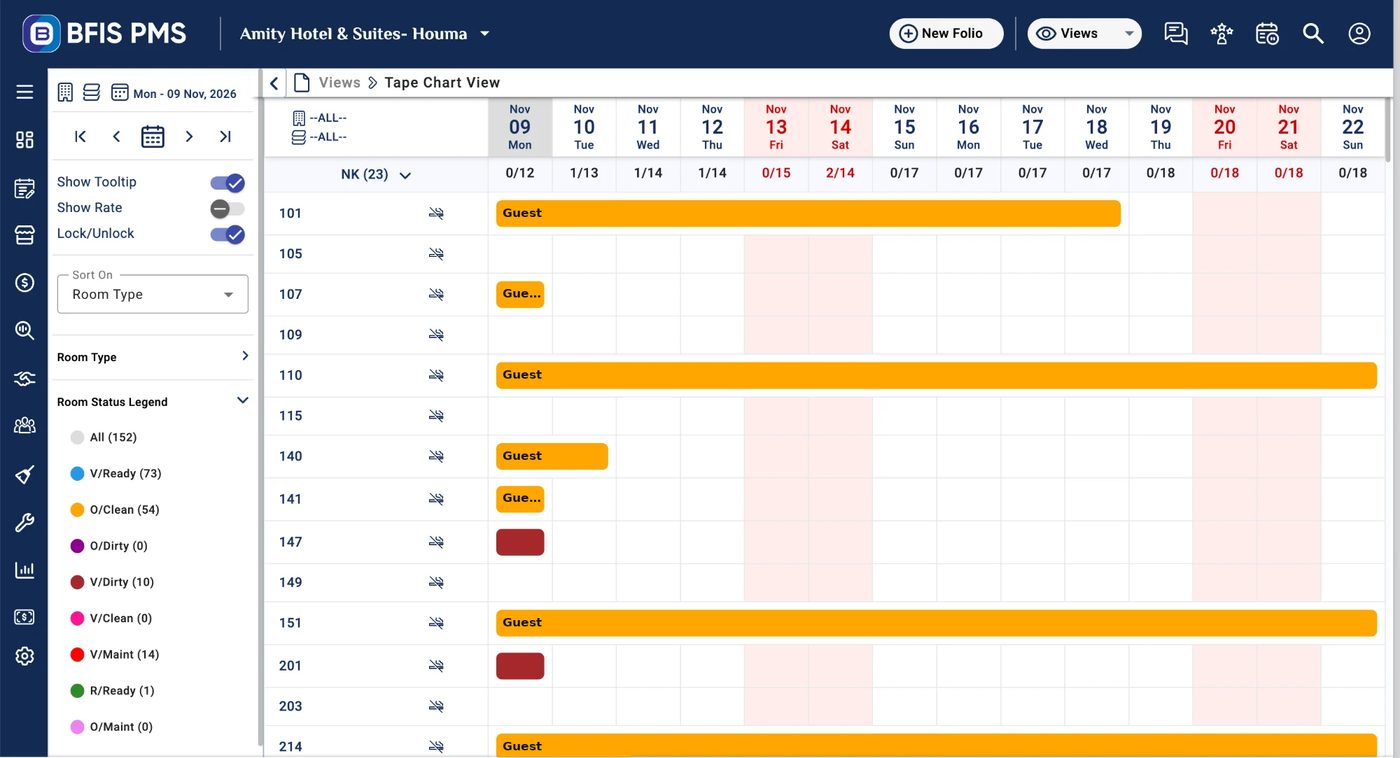 BFIS PMS
Amity Hotel & Suites- Houma
New Folio
Views
Mon - 09 Nov, 2026
Show Tooltip
Show Rate
Lock/Unlock
Sort On
Room Type
Room Type
Room Status Legend
All (152)
V/Ready (73)
O/Clean (54)
O/Dirty (0)
V/Dirty (10)
V/Clean (0)
V/Maint (14)
R/Ready (1)
O/Maint (0)
Views Tape Chart View
--ALL--
--ALL--
Nov Nov Nov Nov Nov Nov Nov Nov Nov Nov Nov Nov Nov Nov
09 10 11 12 13 14 15 16 17 18 19 20 21 22
Mon Tue Wed Thu Fri Sat Sun Mon Tue Wed Thu Fri Sat Sun
NK (23) 0/12 1/13 1/14 1/14 0/15 2/14 0/17 0/17 0/17 0/17 0/18 0/18 0/18 0/18
101 Guest
105
107 Gue...
109
110 Guest
115
140 Guest
141 Gue...
147
149
151 Guest
201
203
214 Guest